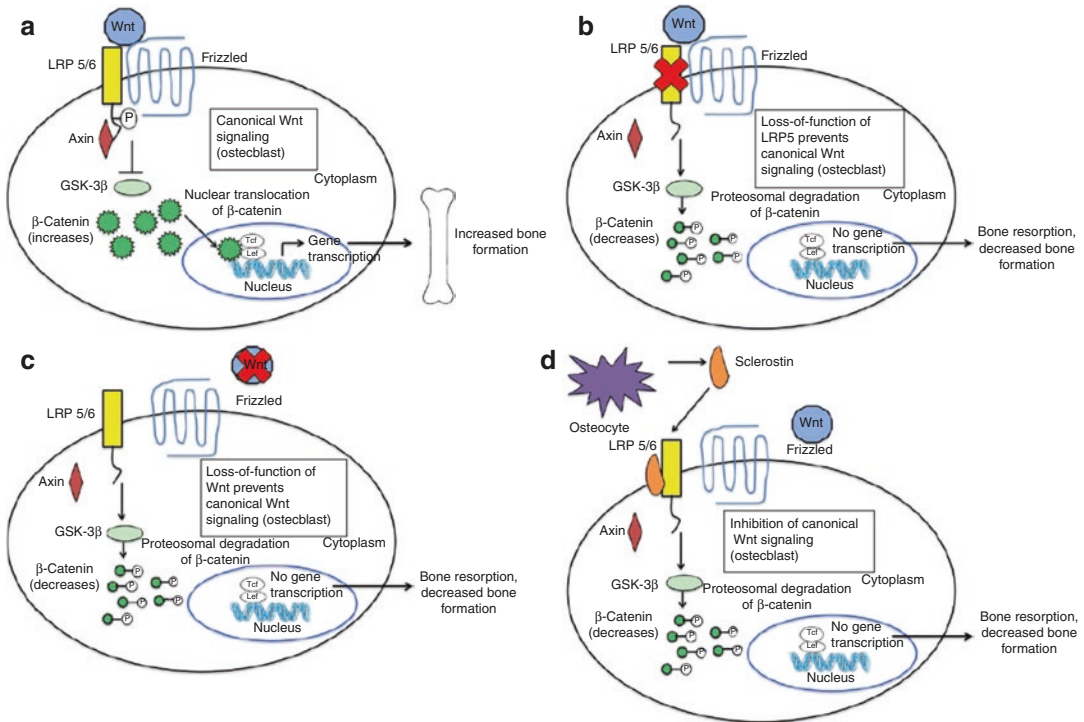 a
Wnt
LRP 5/6
Frizzled
P
Axin
Canonical Wnt
signaling
(ostecblast)
GSK-3β
Cytoplasm
Nuclear translocation
of β-catenin
β-Catenin
(increases)
Tcf
Lef
Gene
transcription
Nucleus
Increased bone
formation
b
Wnt
LRP 5/6
Frizzled
Axin
Loss-of-function of
LRP5 prevents
canonical Wnt
signaling (ostecblast)
GSK-3β
Cytoplasm
Proteosomal degradation
of β-catenin
β-Catenin
(decreases)
P
P
P
P
P
P
Tcf
Lef
No gene
transcription
Nucleus
Bone resorption,
decreased bone
formation
c
Wnt
Frizzled
LRP 5/6
Axin
Loss-of-function of
Wnt prevents
canonical Wnt
signaling (ostecblast)
GSK-3β
Cytoplasm
Proteosomal degradation
of β-catenin
β-Catenin
(decreases)
P
P
P
P
P
P
Tcf
Lef
No gene
transcription
Nucleus
Bone resorption,
decreased bone
formation
d
Sclerostin
Osteocyte
Wnt
Frizzled
LRP 5/6
Axin
Inhibition of canonical
Wnt signaling
(ostecblast)
GSK-3β
Cytoplasm
Proteosomal degradation
of β-catenin
β-Catenin
(decreases)
P
P
P
P
P
P
Tcf
Lef
No gene
transcription
Nucleus
Bone resorption,
decreased bone
formation